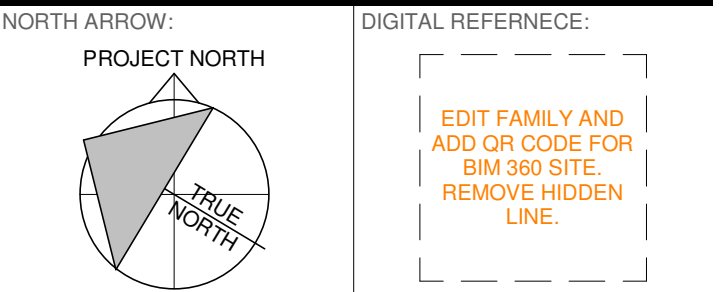 NORTH ARROW:
PROJECT NORTH
TRUE
NORTH
DIGITAL REFERNECE:
EDIT FAMILY AND
ADD QR CODE FOR
BIM 360 SITE.
REMOVE HIDDEN
LINE.